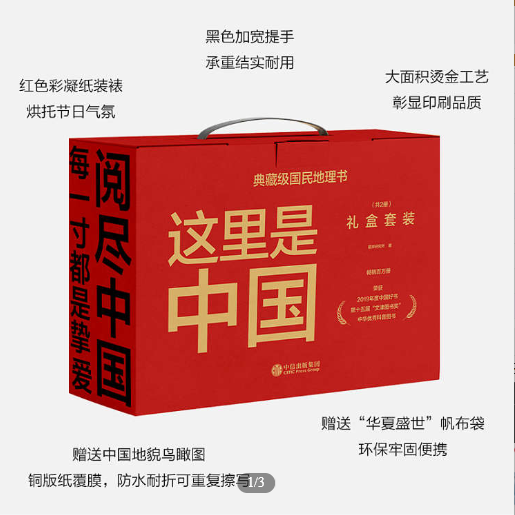 黑色加宽提手
承重结实耐用
红色彩凝纸装裱
烘托节日气氛
大面积烫金工艺
彰显印刷品质
阅尽中国
每一寸都是挚爱
典藏级国民地理书
这里是
中国
(共2册)
礼盒套装
畅销百万册
荣获
2019年度中国好书
第十五届“文津图书奖”
中华优秀科普图书
中信出版集团
CITIC Press Group
赠送“华夏盛世”帆布袋
环保牢固便携
赠送中国地貌鸟瞰图
铜版纸覆膜，防水耐折可重复擦写
1/3